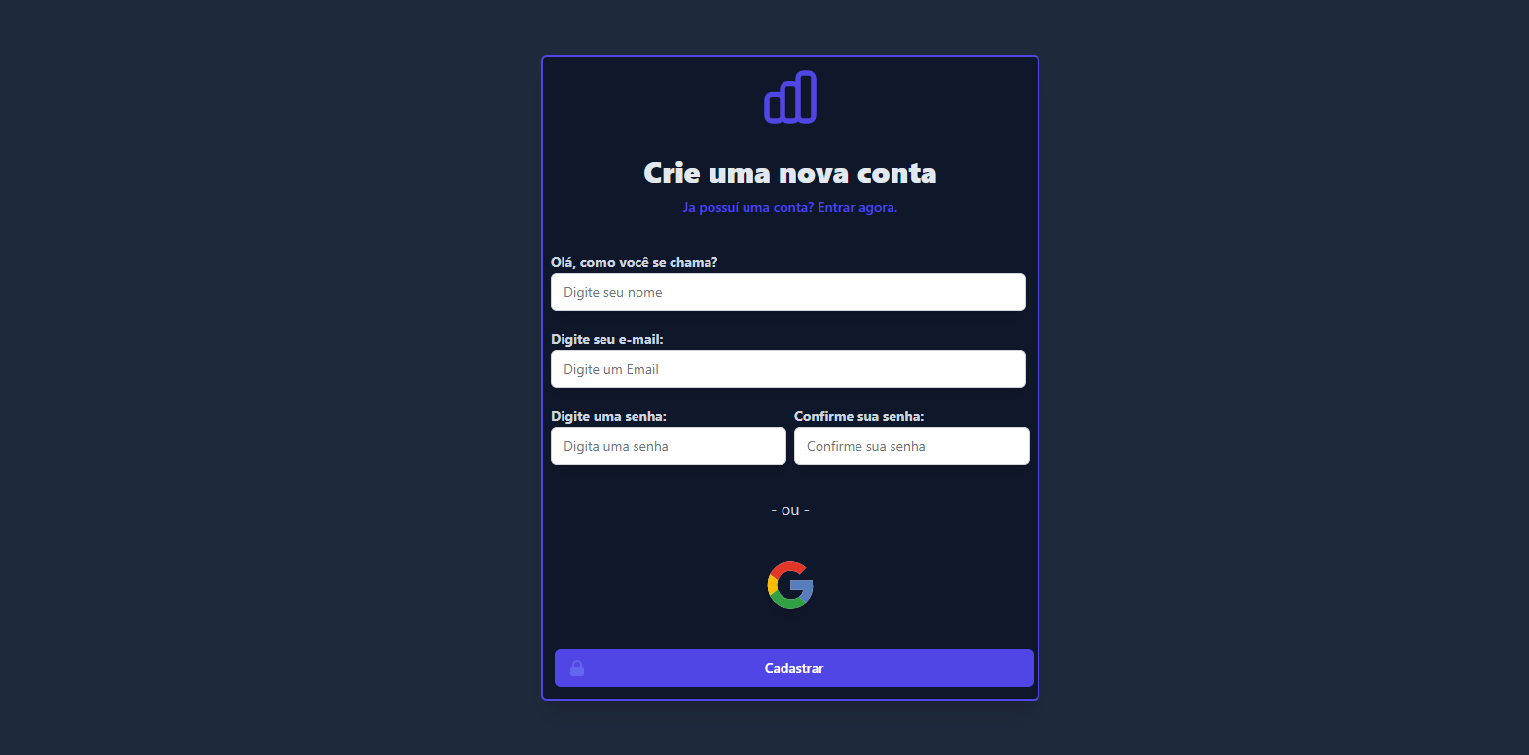 Crie uma nova conta
Ja possuí uma conta? Entrar agora.
Olá, como você se chama?
Digite seu nome
Digite seu e-mail:
Digite um Email
Digite uma senha: Confirme sua senha:
Digita uma senha Confirme sua senha
- ou -
Cadastrar